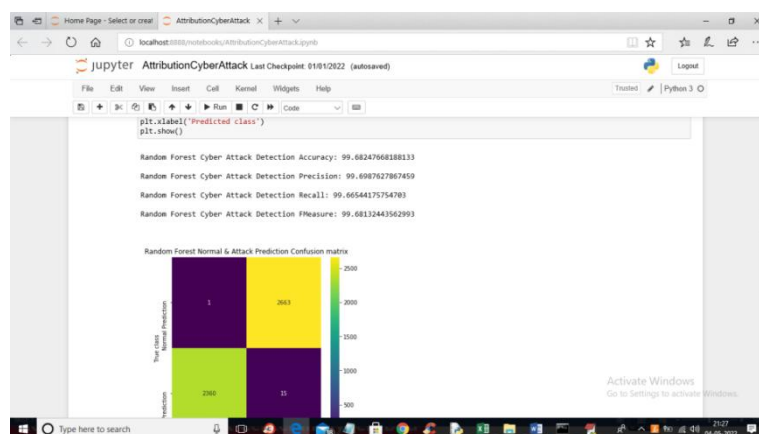 Home Page - Select or creat
AttributionCyberAttack
localhost:8888/notebooks/AttributionCyberAttack.ipynb
jupyter AttributionCyberAttack Last Checkpoint: 01/01/2022 (autosaved)
Logout
File Edit View Insert Cell Kernel Widgets Help
Trusted Python 3
Run Code
plt.xlabel('Predicted class')
plt.show()
Random Forest Cyber Attack Detection Accuracy: 99.68247668188133
Random Forest Cyber Attack Detection Precision: 99.6987627867459
Random Forest Cyber Attack Detection Recall: 99.66544175754703
Random Forest Cyber Attack Detection FMeasure: 99.68132443562993
Random Forest Normal & Attack Prediction Confusion matrix
2500
1 2663
2000
Normal Prediction
True class
1500
1000
2360 15
500
Activate Windows
Go to Settings to activate Windows.
Type here to search
21:27